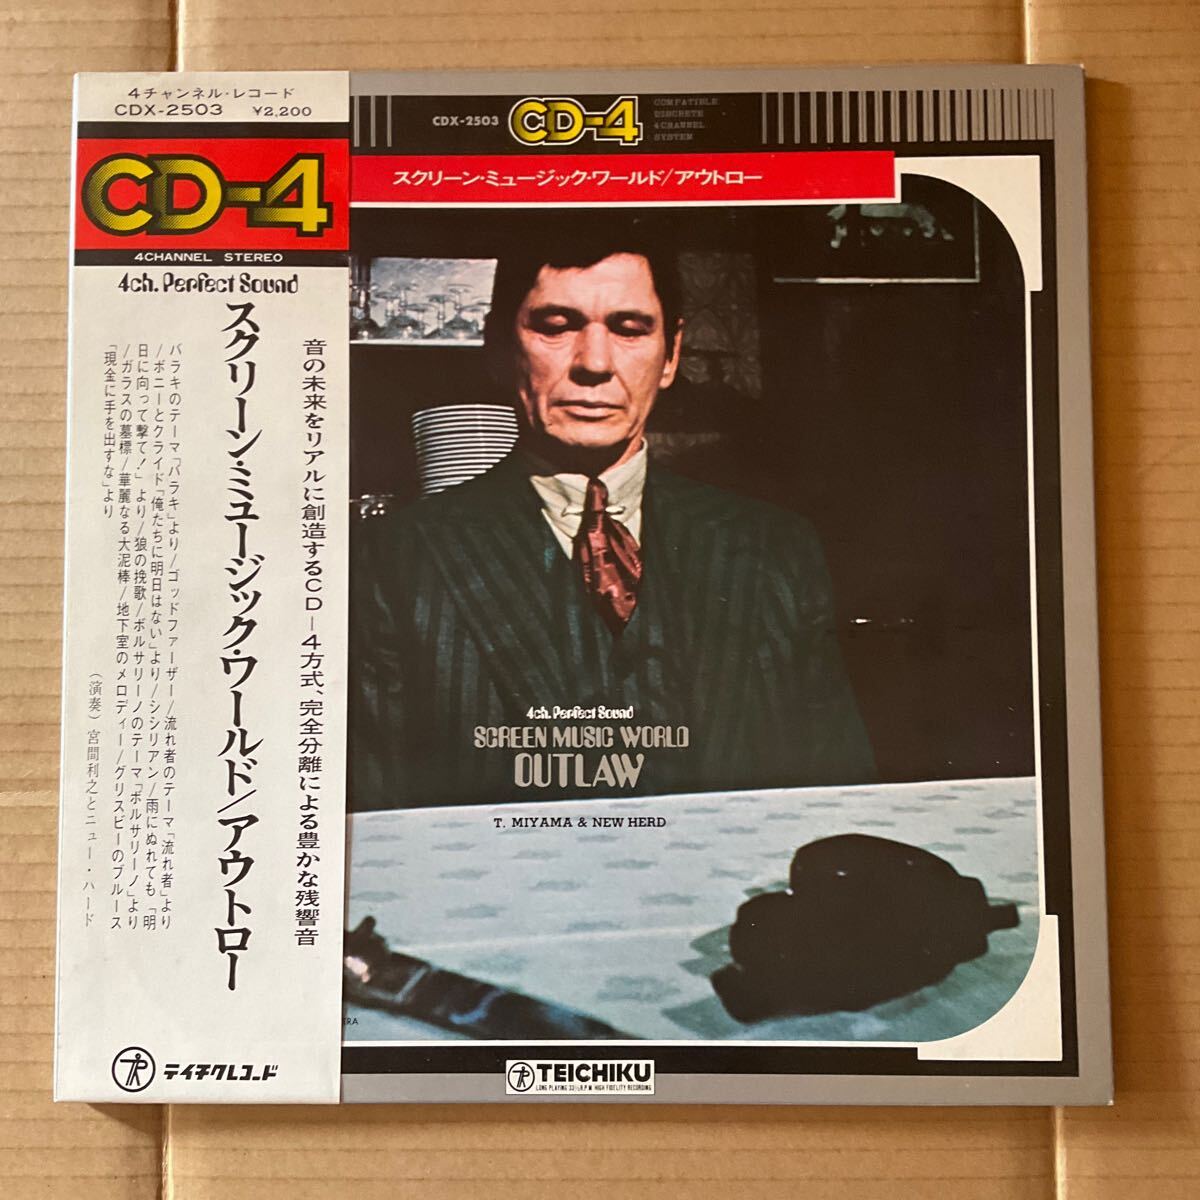 4チャンネル・レコード
CDX-2503 ¥2,200
CD-4
4CHANNEL STEREO
4ch. Perfect Sound
スクリーン・ミュージック・ワールド/アウトロー
音の未来をリアルに創造するCD-4方式、完全分離による豊かな残響音
バラキのテーマ「バラキ」より/ゴッドファーザー/流れ者のテーマ「流れ者」より
/ボニーとクライド「俺たちに明日はない」より/シシリアン/雨にぬれても「明
日に向って撃て!」より/狼の挽歌/ボルサリーノのテーマ「ボルサリーノ」より
/ガラスの墓標/華麗なる大泥棒/地下室のメロディー/グリスビーのブルース
「現金に手を出すな」より
(演奏)宮間利之とニュー・ハード
テイチクレコード
CDX-2503 CD-4
COMPATIBLE
DISCRETE
4CHANNEL
SYSTEM
スクリーン・ミュージック・ワールド/アウトロー
4ch. Perfect Sound
SCREEN MUSIC WORLD
OUTLAW
T. MIYAMA & NEW HERD
TEICHIKU
LONG PLAYING 33⅓ R.P.M. HIGH FIDELITY RECORDING